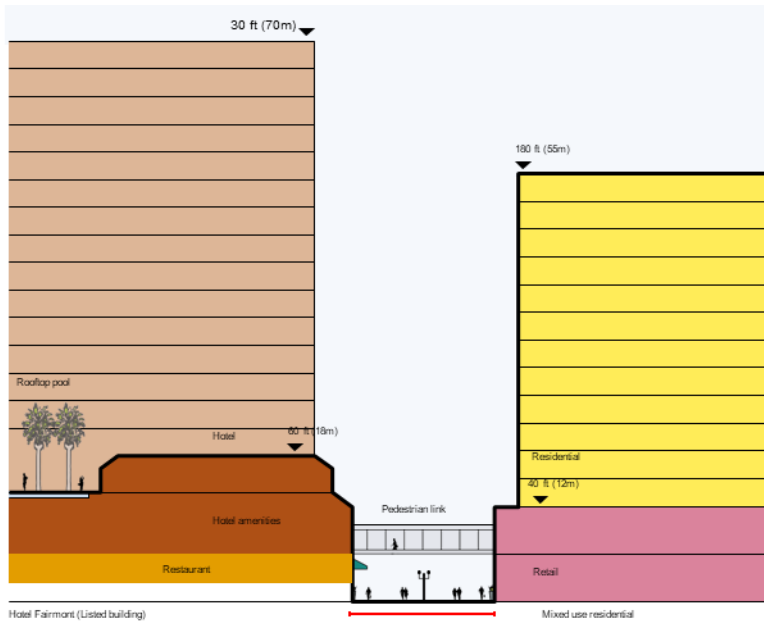 30 ft (70m)
180 ft (55m)
Rooftop pool
Hotel
60 ft (18m)
Residential
40 ft (12m)
Pedestrian link
Hotel amenities
Restaurant
Retail
Hotel Fairmont (Listed building)
Mixed use residential